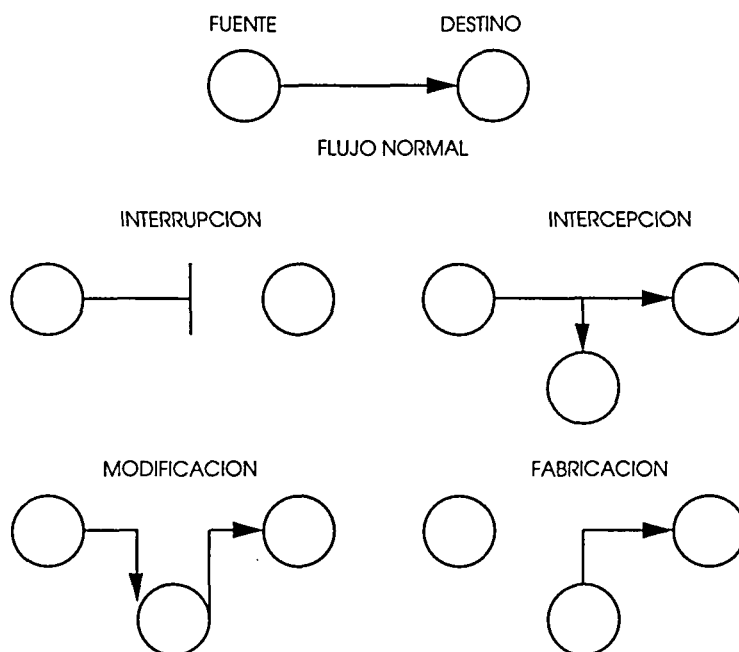 FUENTE DESTINO
FLUJO NORMAL
INTERRUPCION INTERCEPCION
MODIFICACION FABRICACION